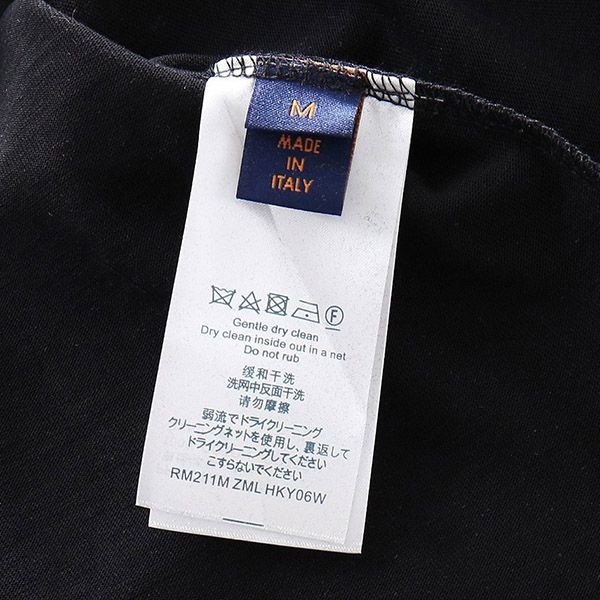 M
MADE
IN
ITALY
F
Gentle dry clean
Dry clean inside out in a net
Do not rub
缓和干洗
洗网中反面干洗
请勿摩擦
弱流でドライクリーニング
クリーニングネットを使用し、裏返して
ドライクリーニングしてください
こすらないでください
RM211M ZML HKY06W